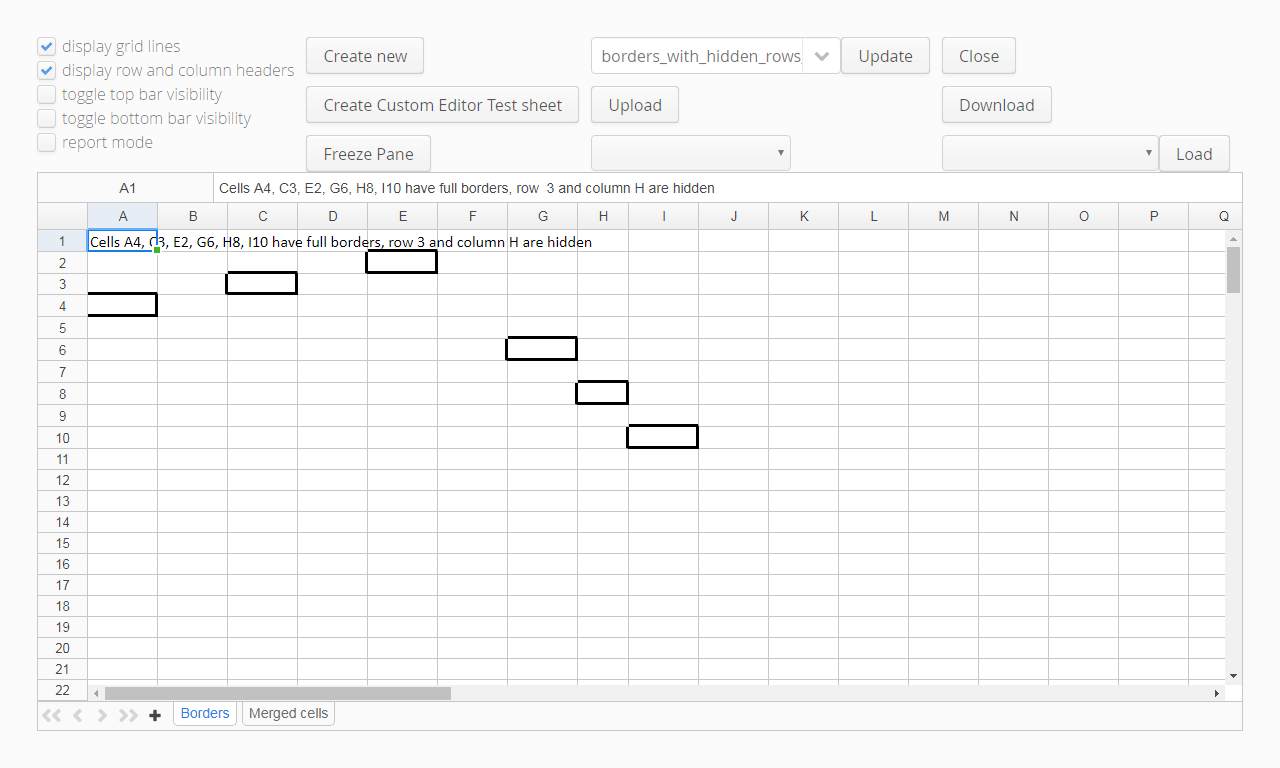 display grid lines
display row and column headers
toggle top bar visibility
toggle bottom bar visibility
report mode
Create new
borders_with_hidden_rows_
Update
Close
Create Custom Editor Test sheet
Upload
Download
Freeze Pane
Load
A1
Cells A4, C3, E2, G6, H8, I10 have full borders, row  3 and column H are hidden
A B C D E F G H I J K L M N O P Q
1 Cells A4, C3, E2, G6, H8, I10 have full borders, row 3 and column H are hidden
2
3
4
5
6
7
8
9
10
11
12
13
14
15
16
17
18
19
20
21
22
Borders
Merged cells